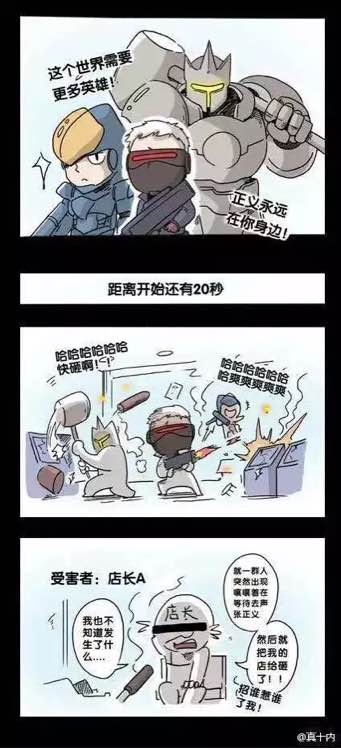 这个世界需要
更多英雄！
正义永远
在你身边！
距离开始还有20秒
哈哈哈哈哈哈
快砸啊！
哈哈哈哈哈哈
哈爽爽爽爽爽
受害者：店长A
店长
我也不
知道发
生了什
么....
就一群人
突然出现
嚷嚷着在
等待去声
张正义
然后就
把我的
店给砸
了！！
招谁惹谁
了我！
@真十内